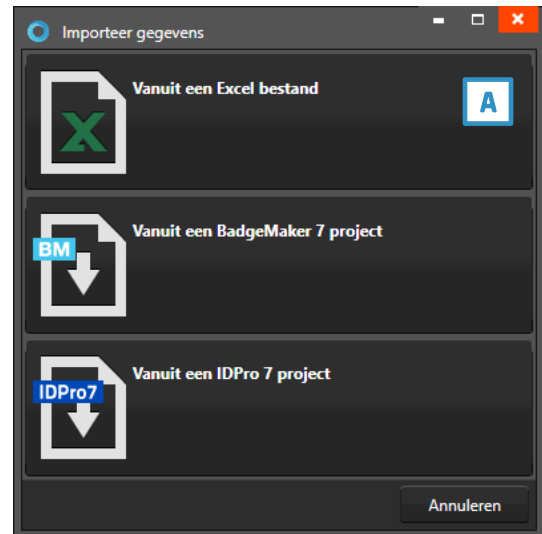 Importeer gegevens
Vanuit een Excel bestand
A
X
Vanuit een BadgeMaker 7 project
BM
Vanuit een IDPro 7 project
IDPro7
Annuleren